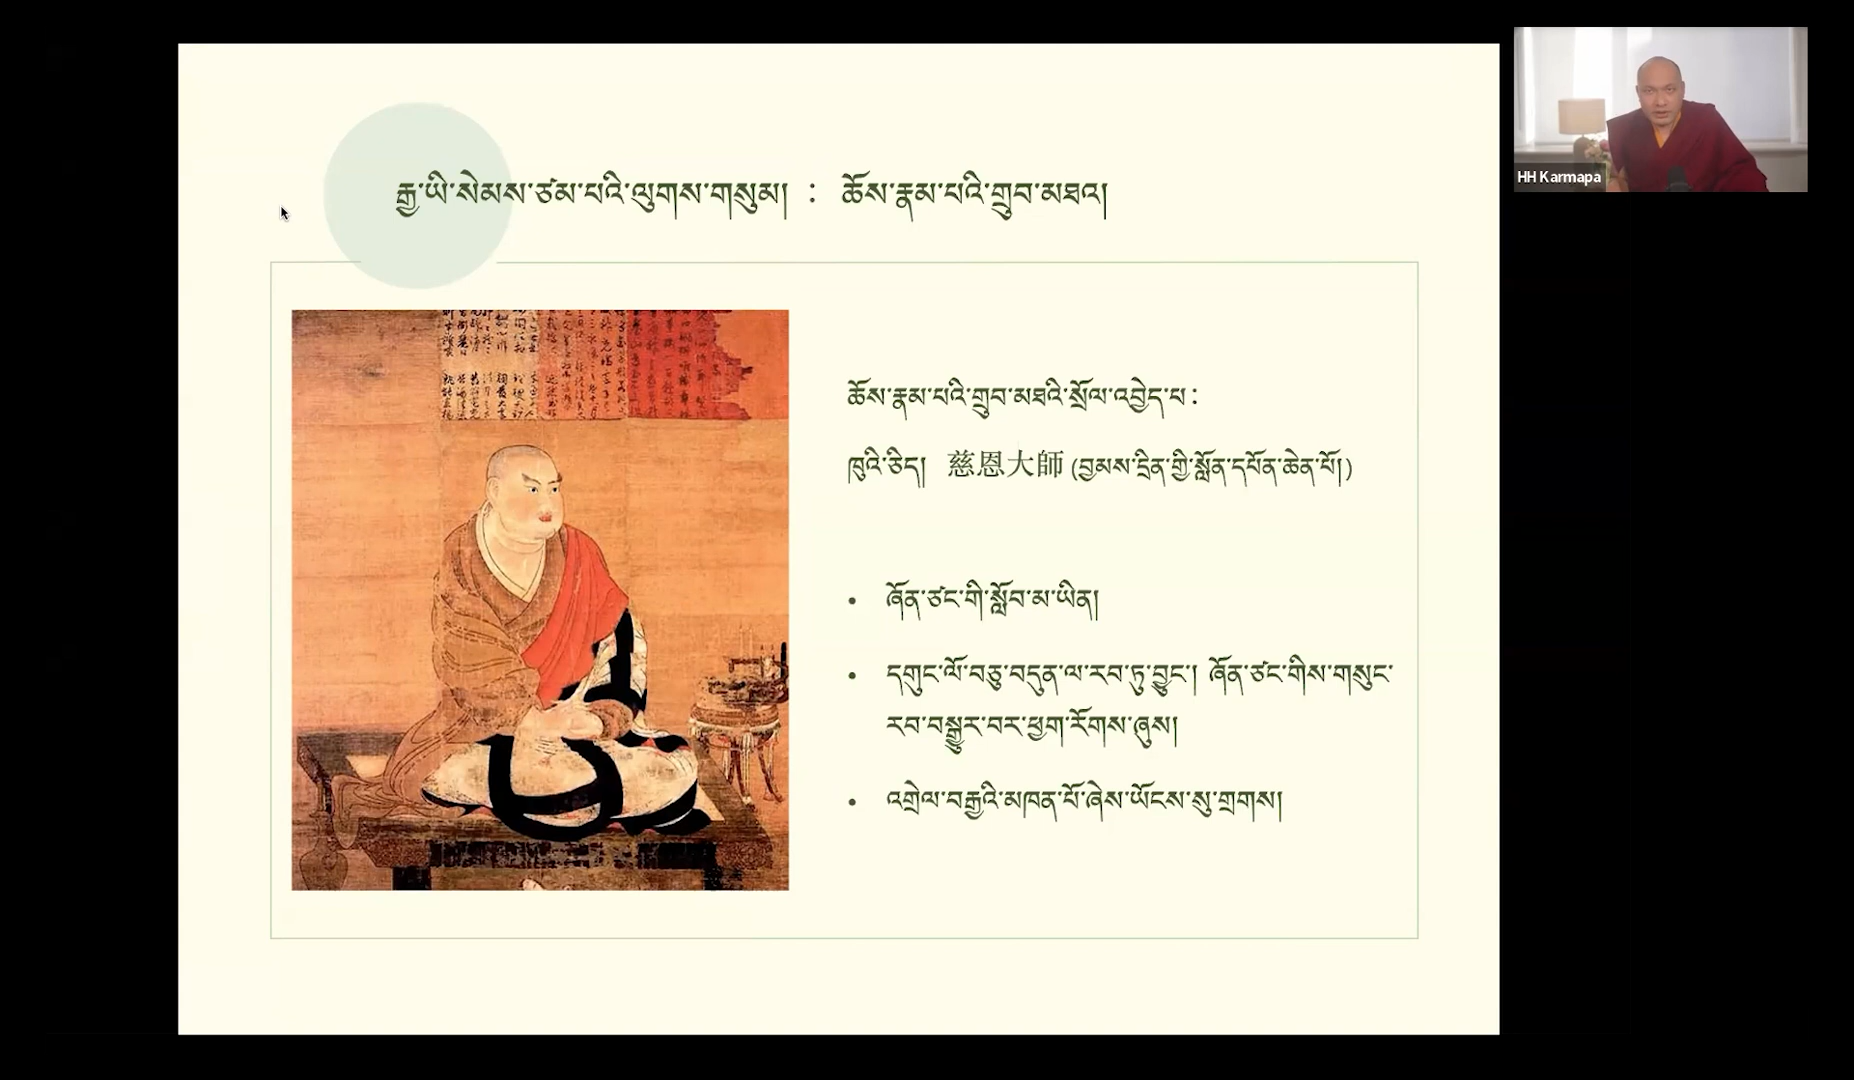 རྒྱ་ཡི་སེམས་ཙམ་པའི་ལུགས་གསུམ། : ཆོས་རྣམ་པའི་གྲུབ་མཐའ།
HH Karmapa
ཆོས་རྣམ་པའི་གྲུབ་མཐའི་སྲོལ་འབྱེད་པ:
ཁུའི་ཅིད། 慈恩大師 (བྱམས་དྲིན་གྱི་སློན་དཔོན་ཆེན་པོ།)
• ཞོན་ཙང་གི་སློབ་མ་ཡིན།
• དགུང་ལོ་བཅུ་བདུན་ལ་རབ་ཏུ་བྱུང་། ཞོན་ཙང་གིས་གསུང་
རབ་བསྒྱུར་བར་ཕྱག་རོགས་ཞུས།
• འགྲེལ་བརྒྱའི་མཁན་པོ་ཞེས་ཡོངས་སུ་གྲགས།